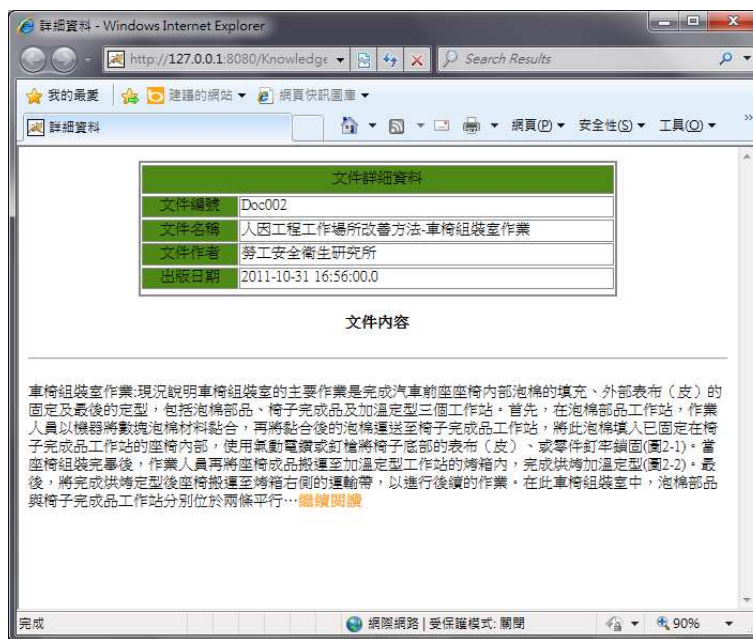 詳細資料 - Windows Internet Explorer
http://127.0.0.1:8080/Knowledge
Search Results
我的最愛 建議的網站 網頁快訊圖庫
詳細資料 網頁(P) 安全性(S) 工具(O) »
文件詳細資料
文件編號 Doc002
文件名稱 人因工程工作場所改善方法-車椅組裝室作業
文件作者 勞工安全衛生研究所
出版日期 2011-10-31 16:56:00.0
文件內容
車椅組裝室作業:現況說明車椅組裝室的主要作業是完成汽車前座座椅內部泡棉的填充、外部表布（皮）的
固定及最後的定型，包括泡棉部品、椅子完成品及加溫定型三個工作站。首先，在泡棉部品工作站，作業
人員以機器將數塊泡棉材料黏合，再將黏合後的泡棉運送至椅子完成品工作站，將此泡棉填入已固定在椅
子完成品工作站的座椅內部，使用氣動電鑽或釘槍將椅子底部的表布（皮）、或零件釘牢鎖固(圖2-1)。當
座椅組裝完畢後，作業人員再將座椅成品搬運至加溫定型工作站的烤箱內，完成烘烤加溫定型(圖2-2)。最
後，將完成烘烤定型後座椅搬運至烤箱右側的運輸帶，以進行後續的作業。在此車椅組裝室中，泡棉部品
與椅子完成品工作站分別位於兩條平行…繼續閱讀
完成 網際網路 | 受保護模式: 關閉 90%